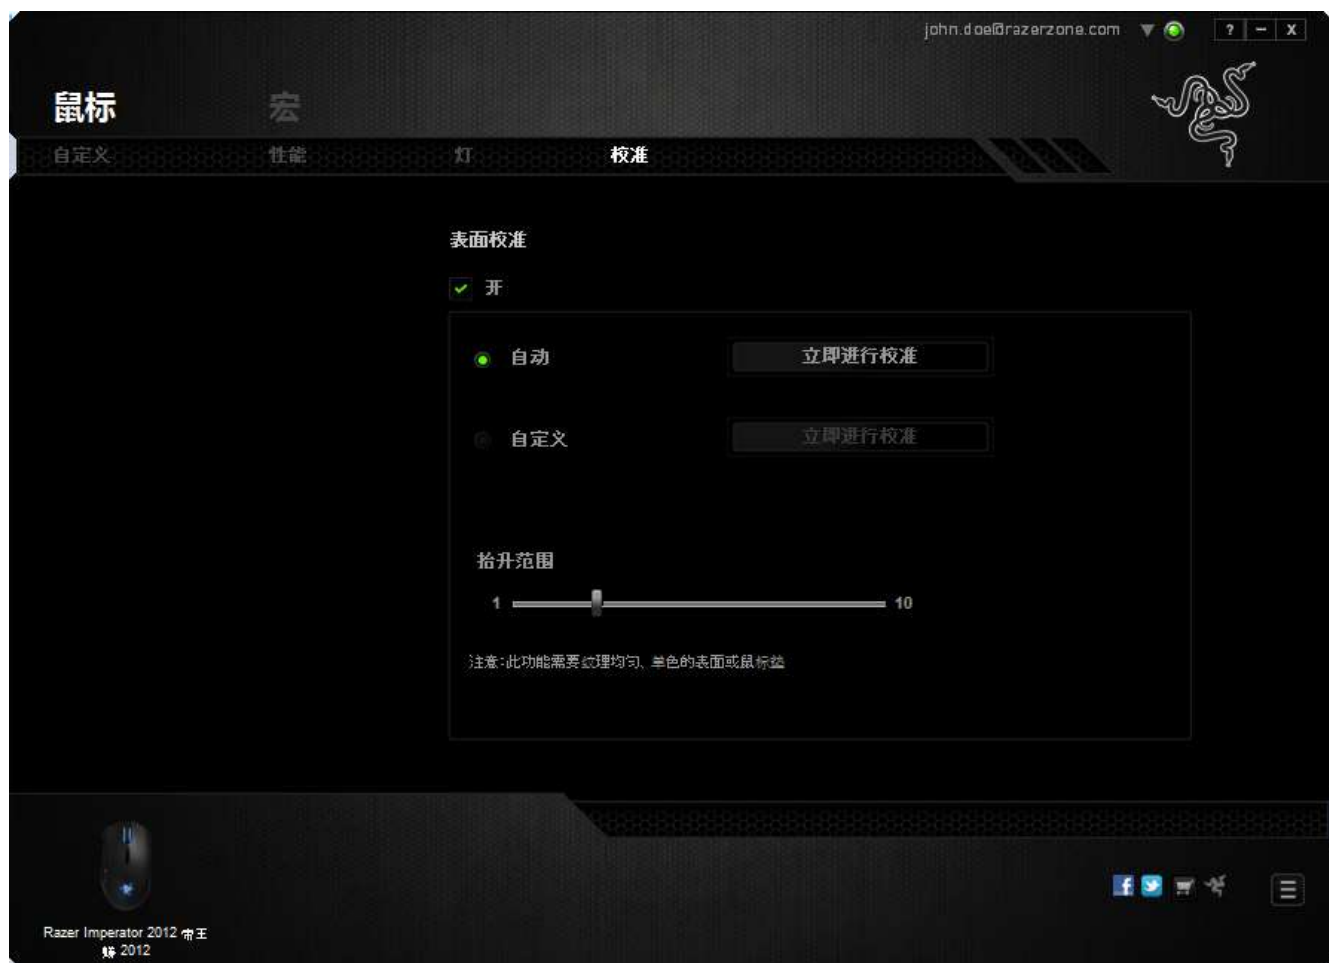 john.doe@razerzone.com
? – X
鼠标 宏
自定义 性能 灯 校准
表面校准
开
自动 立即进行校准
自定义 立即进行校准
抬升范围
1 10
注意:此功能需要纹理均匀、单色的表面或鼠标垫
Razer Imperator 2012 帝王
蟒 2012